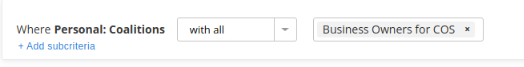 Where Personal: Coalitions with all Business Owners for COS ×
+ Add subcriteria